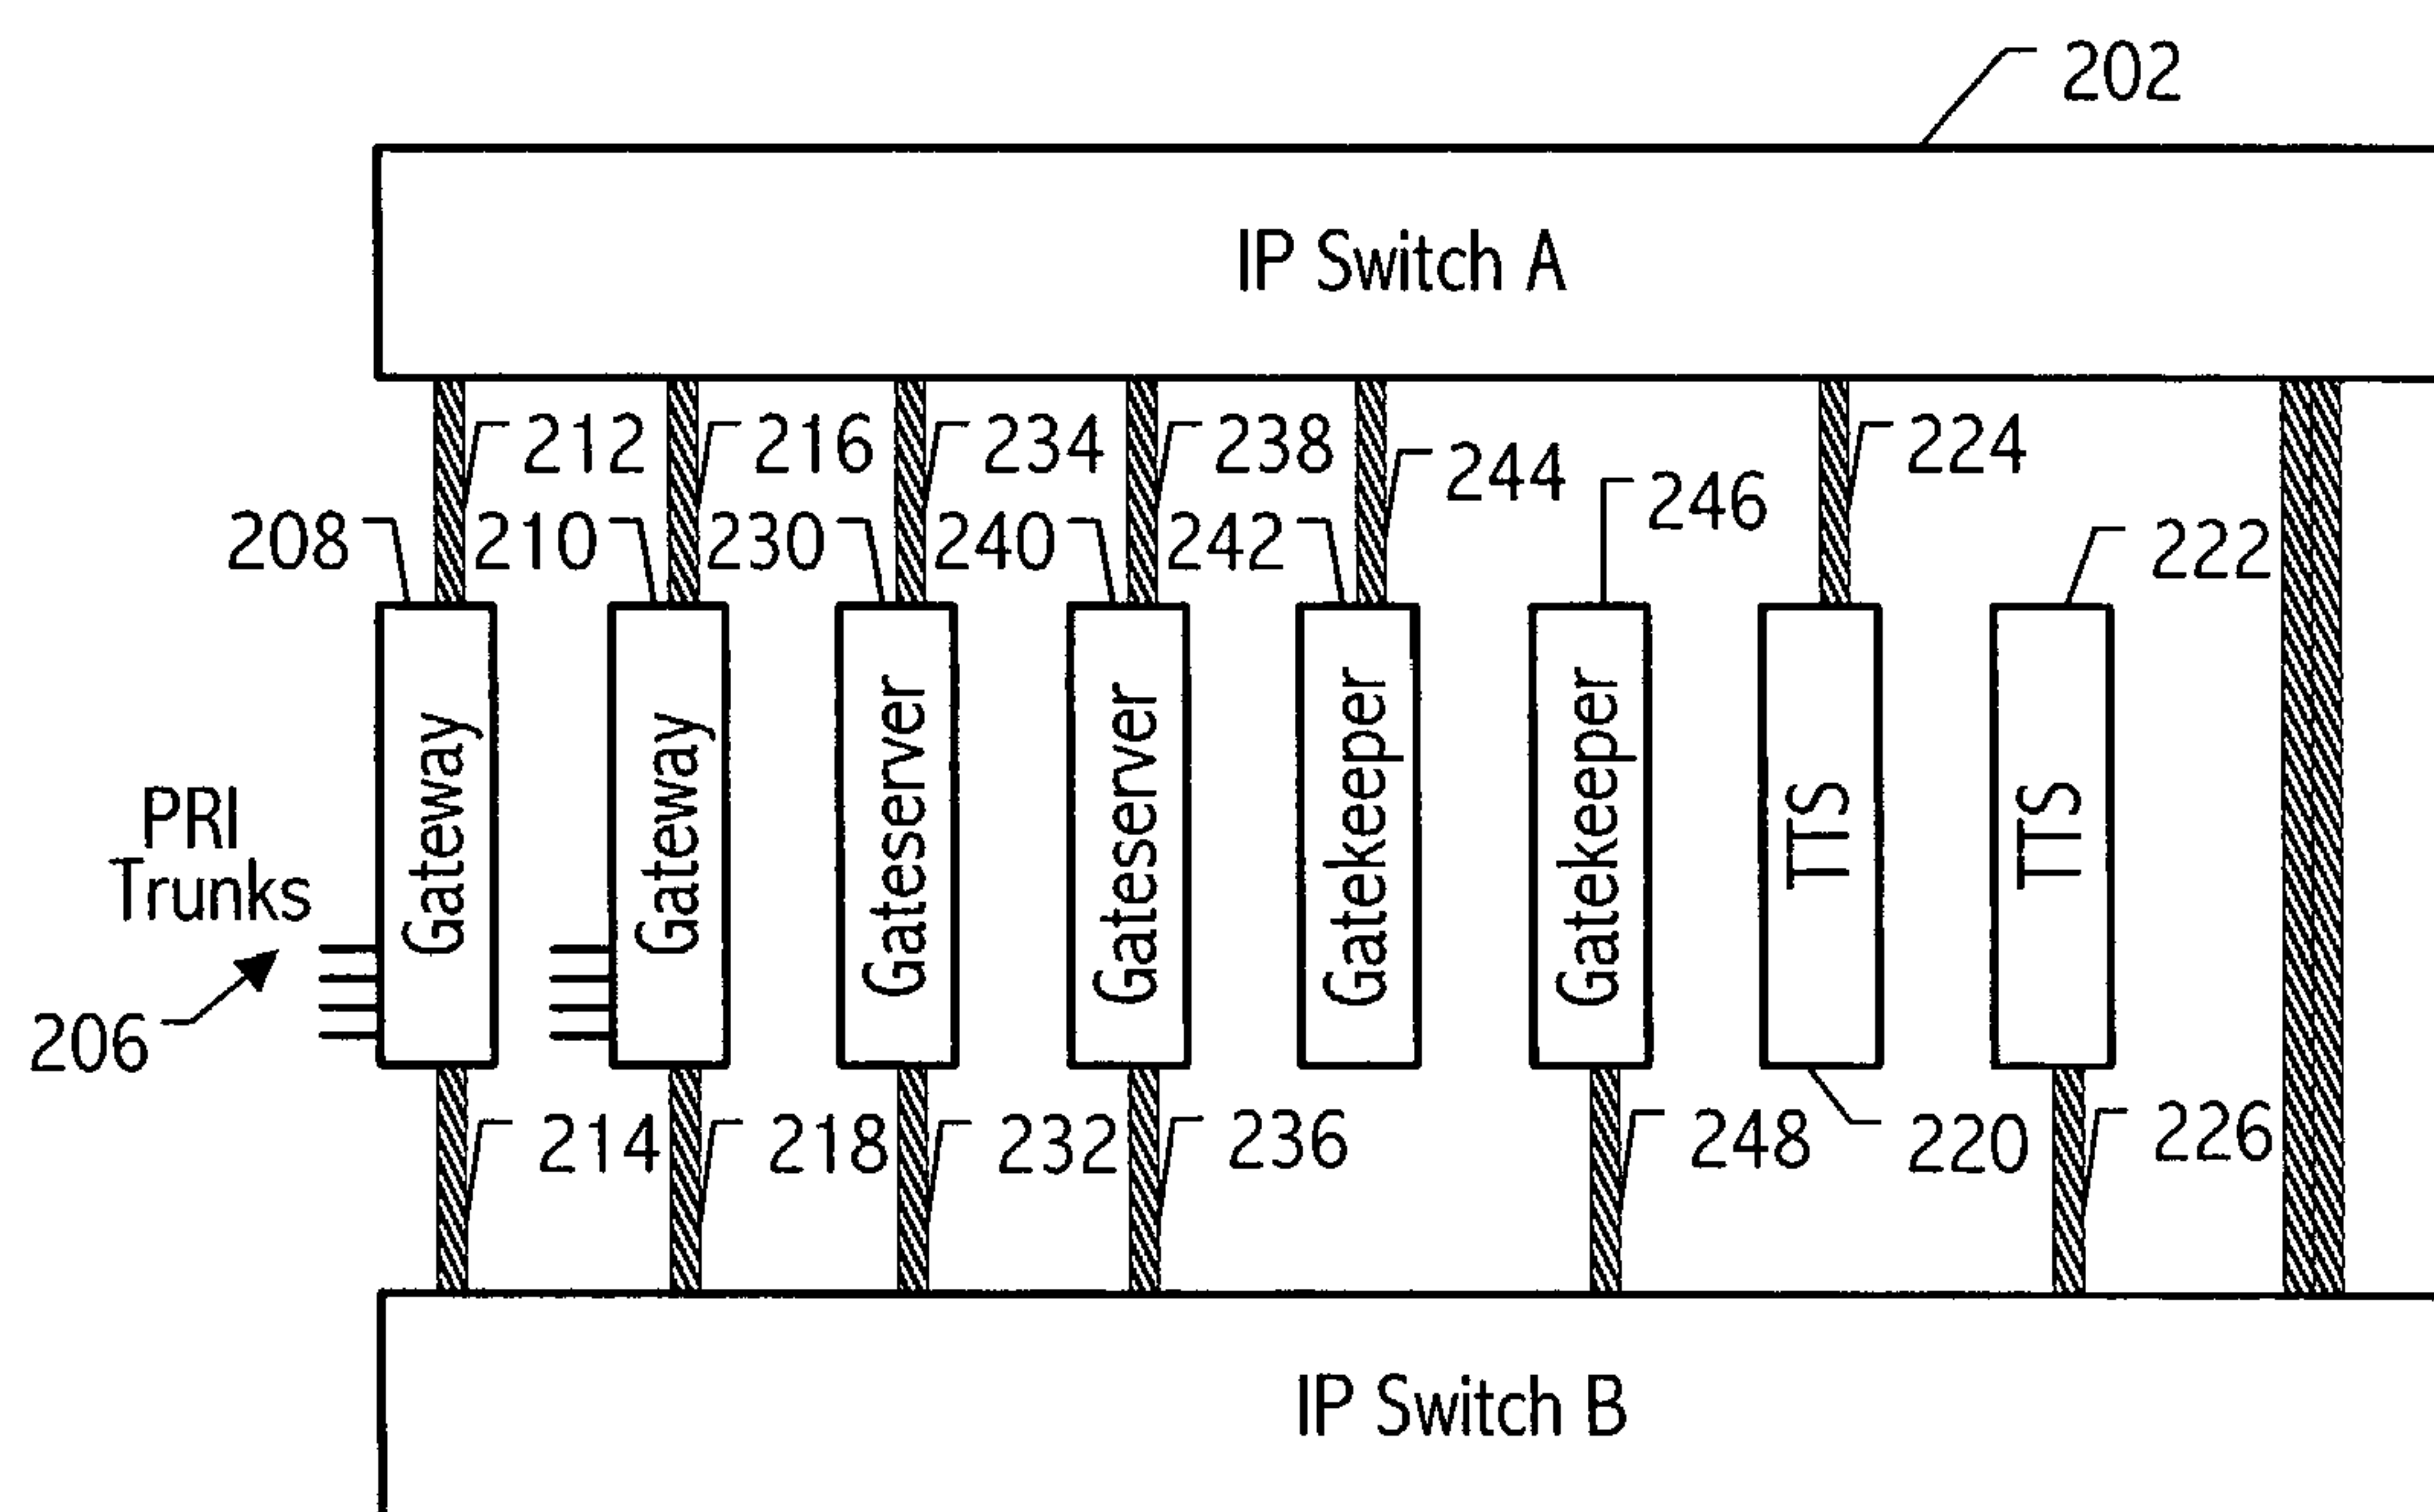 202
IP Switch A
212 216 234 238 244 224
208 210 230 240 242 246 222
Gateway
Gateway
Gateserver
Gateserver
Gatekeeper
Gatekeeper
TTS
TTS
PRI
Trunks
206
214 218 232 236 248 220 226
IP Switch B